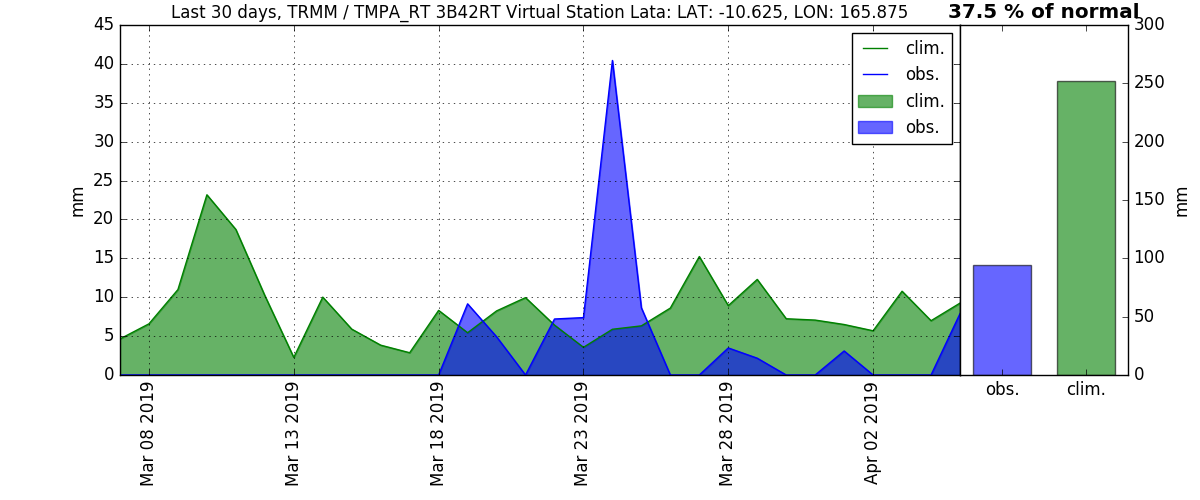 Last 30 days, TRMM / TMPA_RT 3B42RT Virtual Station Lata: LAT: -10.625, LON: 165.875
37.5 % of normal
45
40
35
30
25
20
15
10
5
0
mm
clim.
obs.
clim.
obs.
Mar 08 2019
Mar 13 2019
Mar 18 2019
Mar 23 2019
Mar 28 2019
Apr 02 2019
300
250
200
150
100
50
0
mm
obs.
clim.